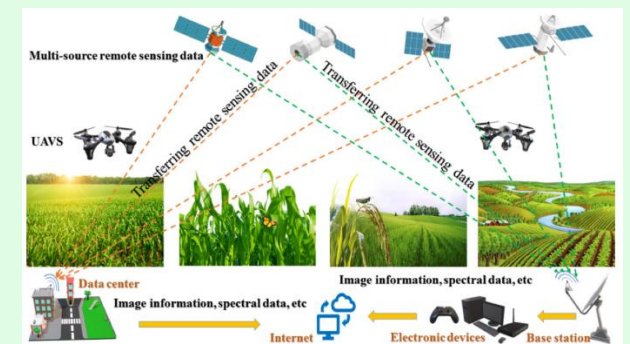 Multi-source remote sensing data
Transferring remote sensing data
Transferring remote sensing data
UAVS
Data center
Image information, spectral data, etc
Image information, spectral data, etc
Internet
Electronic devices
Base station